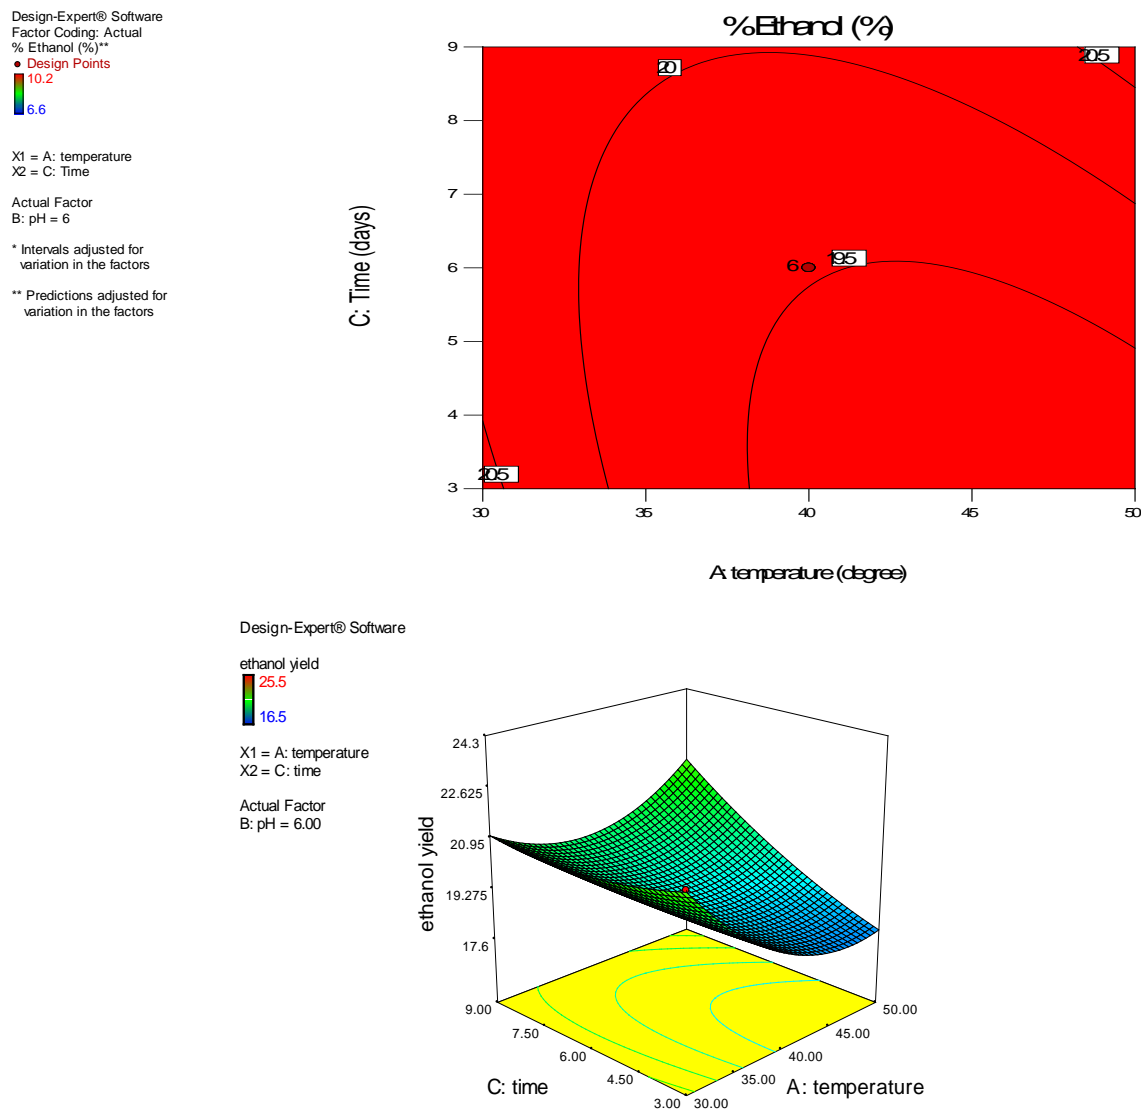 Design-Expert® Software
Factor Coding: Actual
% Ethanol (%)**
Design Points
10.2
6.6
X1 = A: temperature
X2 = C: Time
Actual Factor
B: pH = 6
* Intervals adjusted for
variation in the factors
** Predictions adjusted for
variation in the factors
% Ethanol (%)
9
8
7
6
5
4
3
C: Time (days)
20
20.5
6
19.5
20.5
30
35
40
45
50
A: temperature (degree)
Design-Expert® Software
ethanol yield
25.5
16.5
X1 = A: temperature
X2 = C: time
Actual Factor
B: pH = 6.00
24.3
22.625
20.95
19.275
17.6
ethanol yield
9.00
7.50
6.00
4.50
3.00
C: time
30.00
35.00
40.00
45.00
50.00
A: temperature